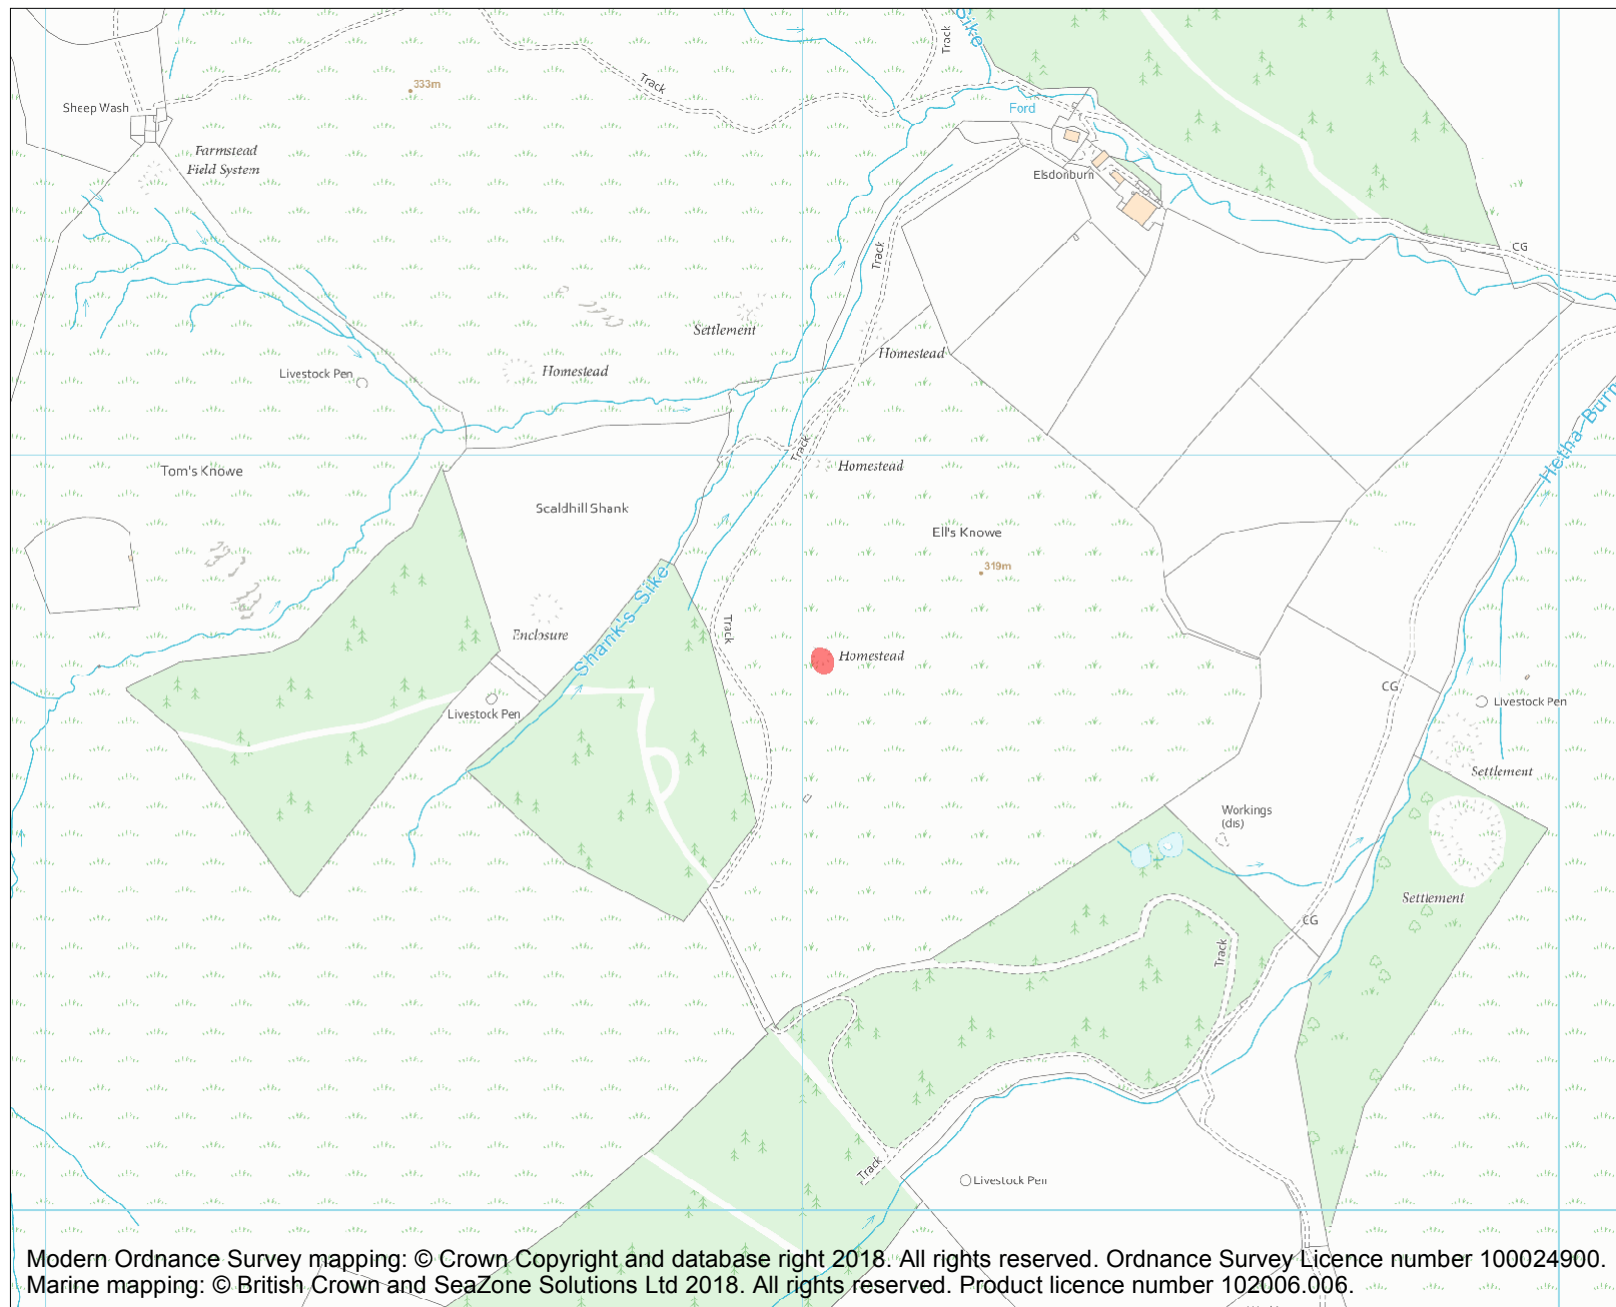 Sike
Track
Track
333m
Sheep Wash
Ford
Farmstead
Field System
Elsdonburn
CG
Track
Settlement
Homestead
Livestock Pen
Homestead
Hetha Burn
Track
Homestead
Tom's Knowe
Scaldhill Shank
Ell's Knowe
319m
Shank's Sike
Track
Enclosure
Homestead
CG
Livestock Pen
Livestock Pen
Settlement
Workings
(dis)
Settlement
CG
Track
Track
Livestock Pen
Modern Ordnance Survey mapping: © Crown Copyright and database right 2018. All rights reserved. Ordnance Survey Licence number 100024900.
Marine mapping: © British Crown and SeaZone Solutions Ltd 2018. All rights reserved. Product licence number 102006.006.